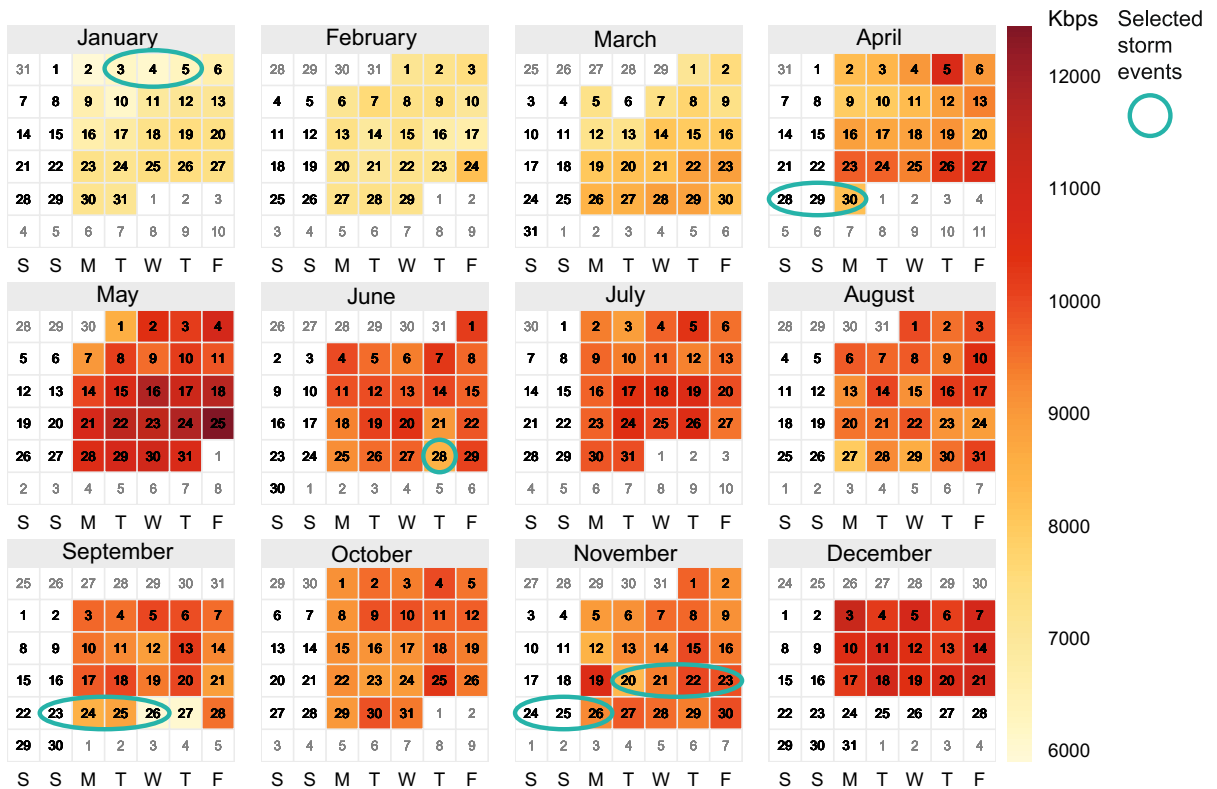 January
31 1 2 3 4 5 6
7 8 9 10 11 12 13
14 15 16 17 18 19 20
21 22 23 24 25 26 27
28 29 30 31 1 2 3
4 5 6 7 8 9 10
S S M T W T F
February
28 29 30 31 1 2 3
4 5 6 7 8 9 10
11 12 13 14 15 16 17
18 19 20 21 22 23 24
25 26 27 28 29 1 2
3 4 5 6 7 8 9
S S M T W T F
March
25 26 27 28 29 1 2
3 4 5 6 7 8 9
10 11 12 13 14 15 16
17 18 19 20 21 22 23
24 25 26 27 28 29 30
31 1 2 3 4 5 6
S S M T W T F
April
31 1 2 3 4 5 6
7 8 9 10 11 12 13
14 15 16 17 18 19 20
21 22 23 24 25 26 27
28 29 30 1 2 3 4
5 6 7 8 9 10 11
S S M T W T F
May
28 29 30 1 2 3 4
5 6 7 8 9 10 11
12 13 14 15 16 17 18
19 20 21 22 23 24 25
26 27 28 29 30 31 1
2 3 4 5 6 7 8
S S M T W T F
June
26 27 28 29 30 31 1
2 3 4 5 6 7 8
9 10 11 12 13 14 15
16 17 18 19 20 21 22
23 24 25 26 27 28 29
30 1 2 3 4 5 6
S S M T W T F
July
30 1 2 3 4 5 6
7 8 9 10 11 12 13
14 15 16 17 18 19 20
21 22 23 24 25 26 27
28 29 30 31 1 2 3
4 5 6 7 8 9 10
S S M T W T F
August
28 29 30 31 1 2 3
4 5 6 7 8 9 10
11 12 13 14 15 16 17
18 19 20 21 22 23 24
25 26 27 28 29 30 31
1 2 3 4 5 6 7
S S M T W T F
September
25 26 27 28 29 30 31
1 2 3 4 5 6 7
8 9 10 11 12 13 14
15 16 17 18 19 20 21
22 23 24 25 26 27 28
29 30 1 2 3 4 5
S S M T W T F
October
29 30 1 2 3 4 5
6 7 8 9 10 11 12
13 14 15 16 17 18 19
20 21 22 23 24 25 26
27 28 29 30 31 1 2
3 4 5 6 7 8 9
S S M T W T F
November
27 28 29 30 31 1 2
3 4 5 6 7 8 9
10 11 12 13 14 15 16
17 18 19 20 21 22 23
24 25 26 27 28 29 30
1 2 3 4 5 6 7
S S M T W T F
December
24 25 26 27 28 29 30
1 2 3 4 5 6 7
8 9 10 11 12 13 14
15 16 17 18 19 20 21
22 23 24 25 26 27 28
29 30 31 1 2 3 4
S S M T W T F
Kbps
12000
11000
10000
9000
8000
7000
6000
Selected
storm
events